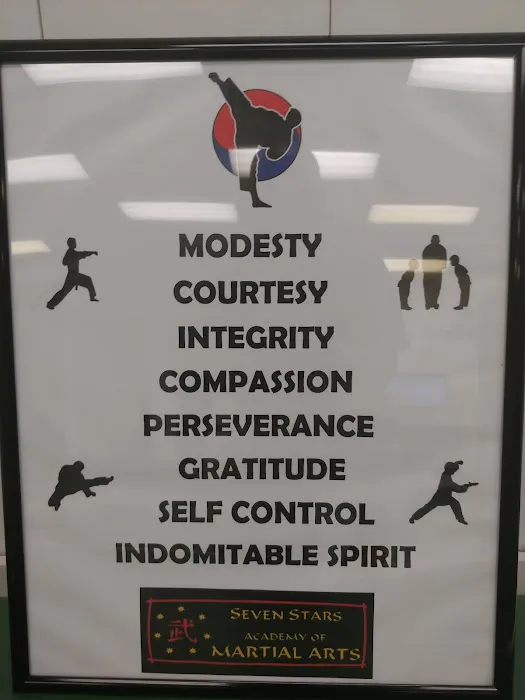 MODESTY
COURTESY
INTEGRITY
COMPASSION
PERSEVERANCE
GRATITUDE
SELF CONTROL
INDOMITABLE SPIRIT
武
SEVEN STARS
ACADEMY OF
MARTIAL ARTS